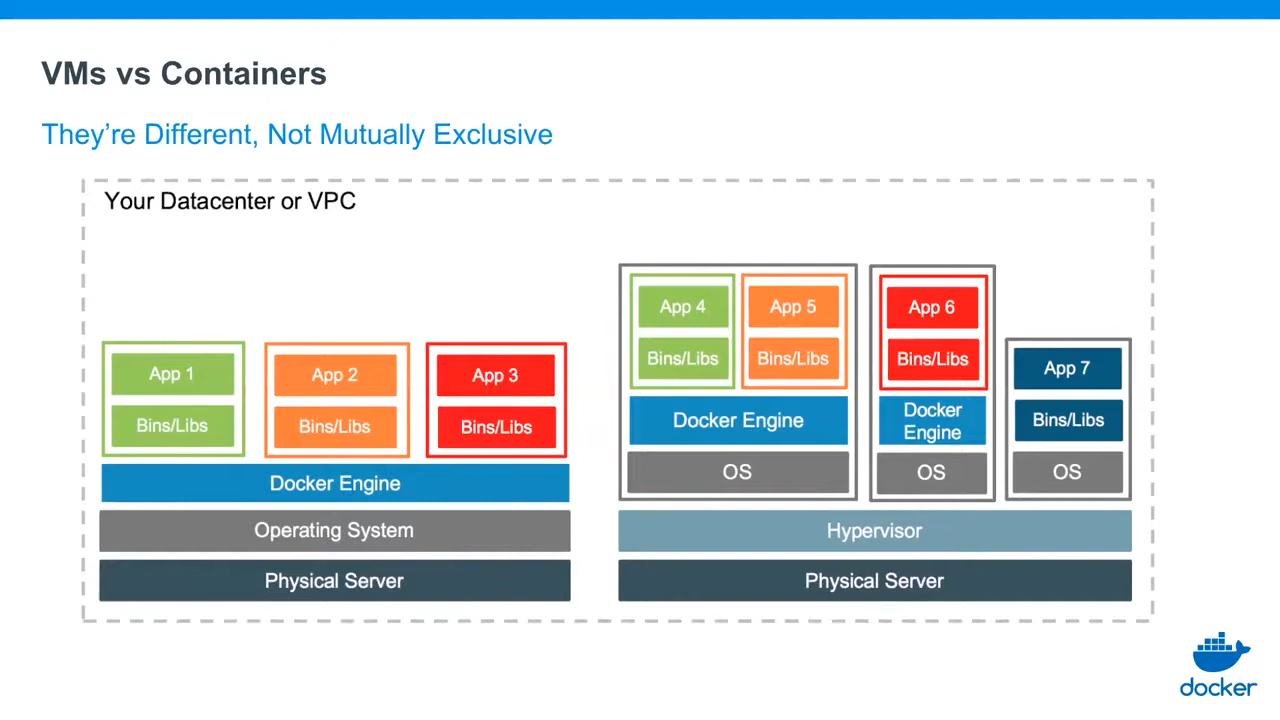 VMs vs Containers
They’re Different, Not Mutually Exclusive
Your Datacenter or VPC
App 1
Bins/Libs
App 2
Bins/Libs
App 3
Bins/Libs
Docker Engine
Operating System
Physical Server
App 4
Bins/Libs
App 5
Bins/Libs
Docker Engine
OS
App 6
Bins/Libs
Docker
Engine
OS
App 7
Bins/Libs
OS
Hypervisor
Physical Server
docker